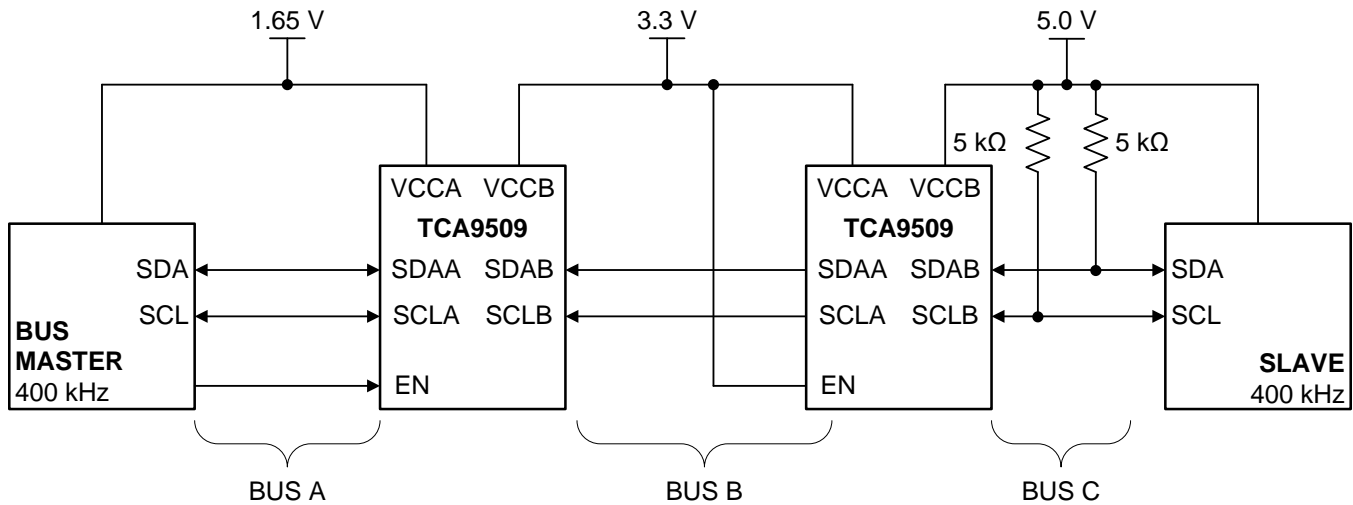 1.65 V
3.3 V
5.0 V
5 kΩ
5 kΩ
VCCA VCCB
TCA9509
SDAA SDAB
SCLA SCLB
EN
VCCA VCCB
TCA9509
SDAA SDAB
SCLA SCLB
EN
SDA
SCL
BUS
MASTER
400 kHz
SDA
SCL
SLAVE
400 kHz
BUS A
BUS B
BUS C